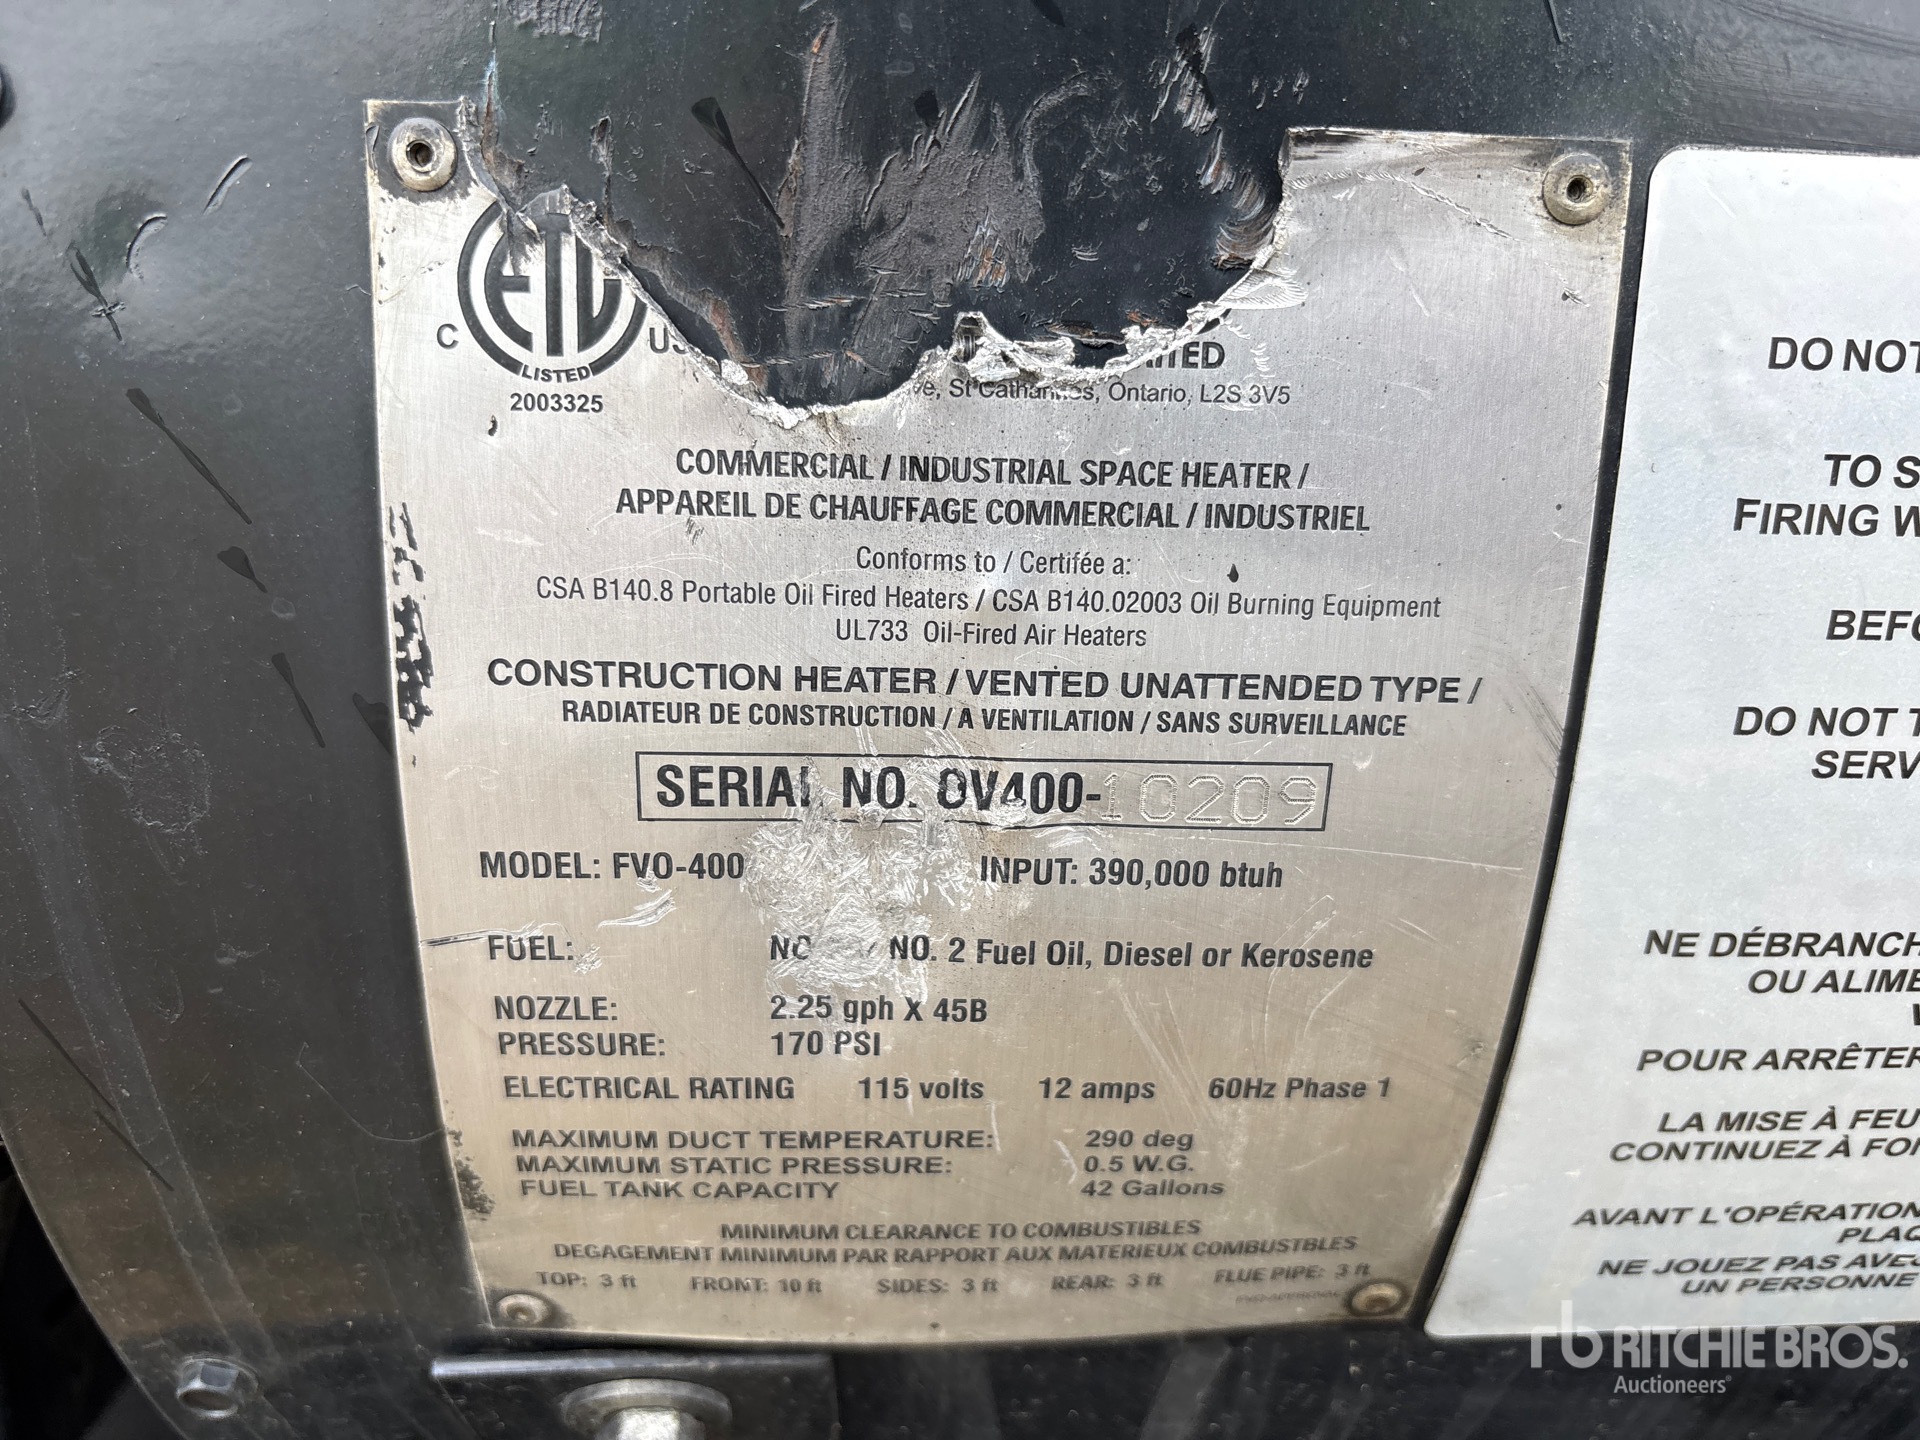 ETL
C US
LISTED
2003325
Ontario, L2S 3V5
COMMERCIAL / INDUSTRIAL SPACE HEATER /
APPAREIL DE CHAUFFAGE COMMERCIAL / INDUSTRIEL
Conforms to / Certifée a:
CSA B140.8 Portable Oil Fired Heaters / CSA B140.02003 Oil Burning Equipment
UL733 Oil-Fired Air Heaters
CONSTRUCTION HEATER / VENTED UNATTENDED TYPE /
RADIATEUR DE CONSTRUCTION / A VENTILATION / SANS SURVEILLANCE
SERIAL NO. OV400-10209
MODEL: FVO-400 INPUT: 390,000 btuh
FUEL: NO. 2 Fuel Oil, Diesel or Kerosene
NOZZLE: 2.25 gph X 45B
PRESSURE: 170 PSI
ELECTRICAL RATING 115 volts 12 amps 60Hz Phase 1
MAXIMUM DUCT TEMPERATURE: 290 deg
MAXIMUM STATIC PRESSURE: 0.5 W.G.
FUEL TANK CAPACITY 42 Gallons
MINIMUM CLEARANCE TO COMBUSTIBLES
DEGAGEMENT MINIMUM PAR RAPPORT AUX MATERIEUX COMBUSTBLES
TOP: 3 ft FRONT: 10 ft SIDES: 3 ft REAR: 3 ft FLUE PIPE: 3 ft
DO NOT
TO S
FIRING W
BEFO
DO NOT T
SERV
NE DÉBRANCH
OU ALIME
POUR ARRÊTER
LA MISE À FEU
CONTINUEZ À FO
AVANT L'OPÉRATION
PLAQ
NE JOUEZ PAS AVEC
UN PERSONNE
rb RITCHIE BROS.
Auctioneers